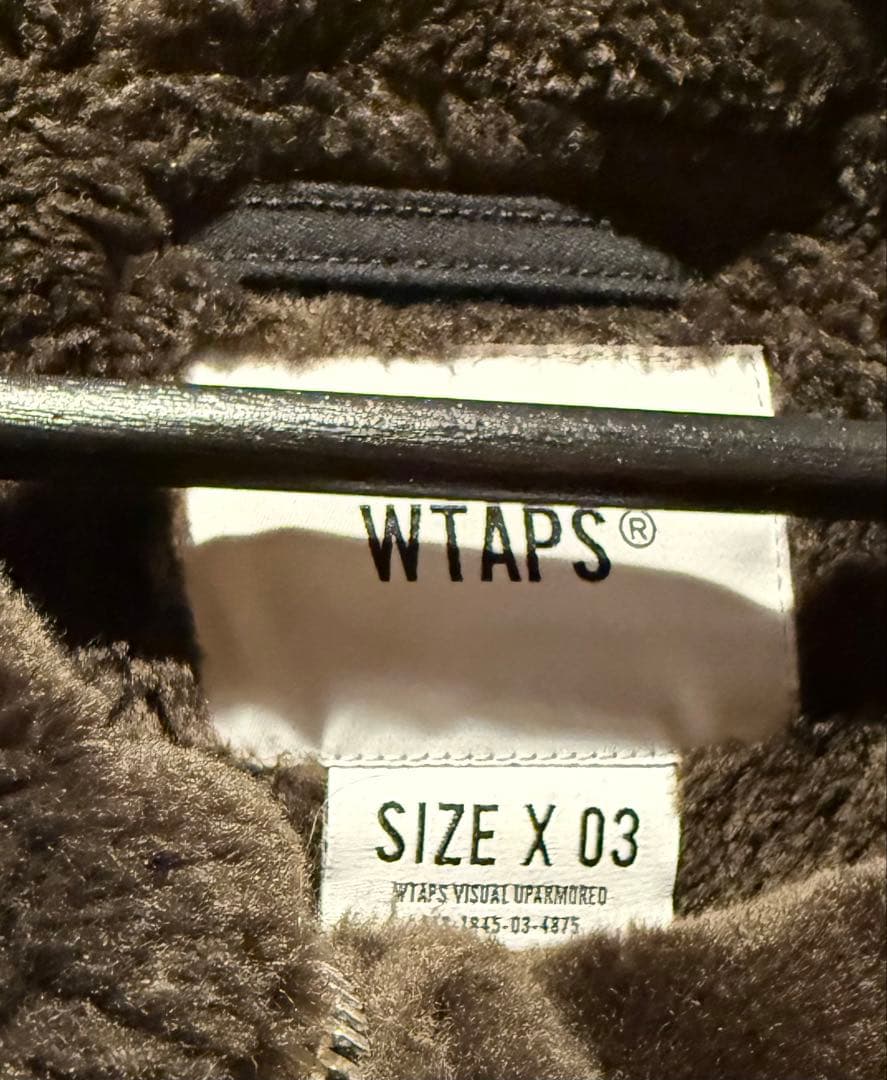 WTAPS®
SIZE X 03
WTAPS VISUAL UPARMORED
1845-03-4875